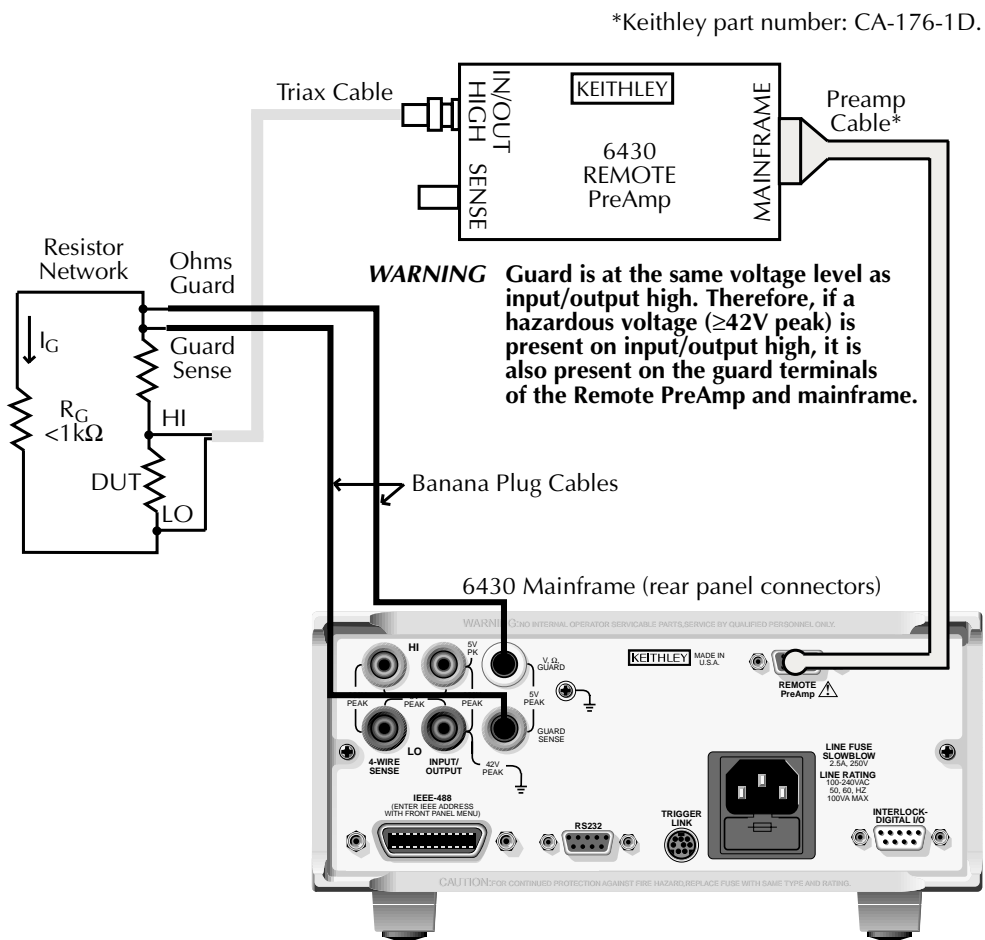 *Keithley part number: CA-176-1D.
Triax Cable
IN/OUT
HIGH
SENSE
KEITHLEY
6430
REMOTE
PreAmp
MAINFRAME
Preamp
Cable*
Resistor
Network
Ohms
Guard
Guard
Sense
IG
RG
<1kΩ
HI
DUT
LO
WARNING Guard is at the same voltage level as
input/output high. Therefore, if a
hazardous voltage (≥42V peak) is
present on input/output high, it is
also present on the guard terminals
of the Remote PreAmp and mainframe.
Banana Plug Cables
6430 Mainframe (rear panel connectors)
WARNING:NO INTERNAL OPERATOR SERVICABLE PARTS,SERVICE BY QUALIFIED PERSONNEL ONLY.
HI
5V
PK
V, Ω,
GUARD
KEITHLEY
MADE IN
U.S.A.
REMOTE
PreAmp
PEAK
PEAK
PEAK
5V
PEAK
GUARD
SENSE
4-WIRE
SENSE
LO
INPUT/
OUTPUT
42V
PEAK
LINE FUSE
SLOWBLOW
2.5A, 250V
LINE RATING
100-240VAC
50, 60, HZ
100VA MAX
IEEE-488
(ENTER IEEE ADDRESS
WITH FRONT PANEL MENU)
RS232
TRIGGER
LINK
INTERLOCK-
DIGITAL I/O
CAUTION:FOR CONTINUED PROTECTION AGAINST FIRE HAZARD,REPLACE FUSE WITH SAME TYPE AND RATING.